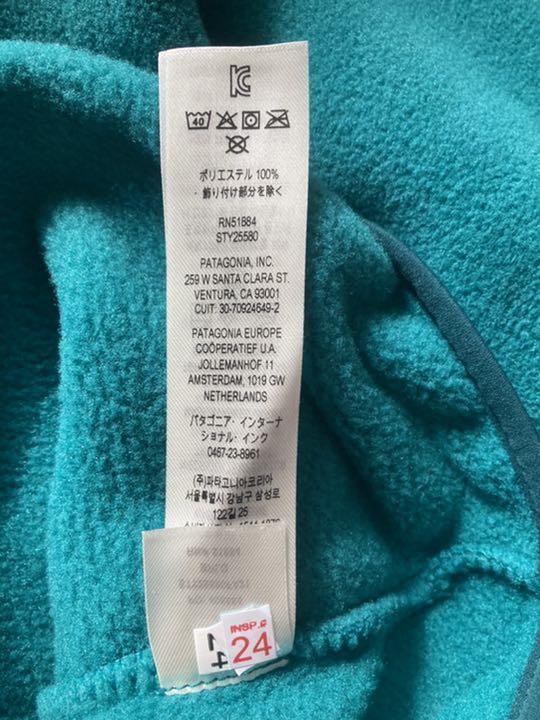 40
ポリエステル 100%
・飾り付け部分を除く
RN51884
STY25580
PATAGONIA, INC.
259 W SANTA CLARA ST.
VENTURA, CA 93001
CUIT: 30-70924649-2
PATAGONIA EUROPE
COÖPERATIEF U.A.
JOLLEMANHOF 11
AMSTERDAM, 1019 GW
NETHERLANDS
パタゴニア・インターナ
ショナル・インク
0467-23-8961
(주)파타고니아코리아
서울특별시 강남구 삼성로
122길 25
INSP.
24